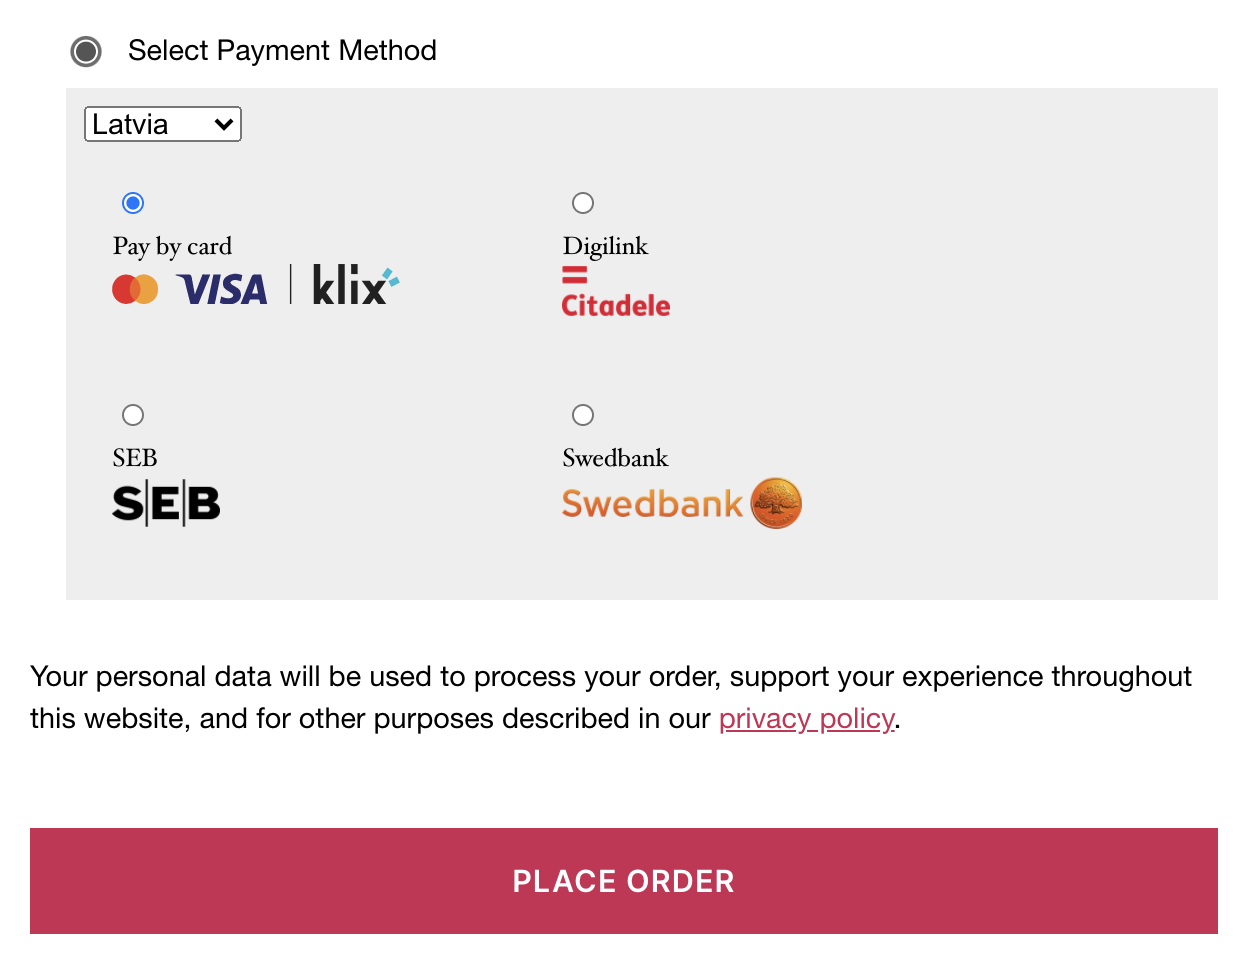 Select Payment Method
Latvia
Pay by card
VISA klix
Digilink
Citadele
SEB
SEB
Swedbank
Swedbank
Your personal data will be used to process your order, support your experience throughout
this website, and for other purposes described in our privacy policy.
PLACE ORDER